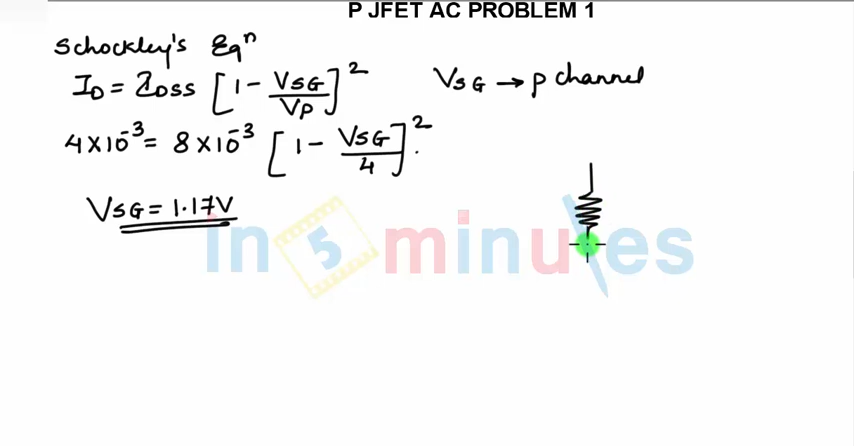 P JFET AC PROBLEM 1
Schockley's Eqⁿ
I_D = I_DSS [1 - V_SG/V_P]²
V_SG → p channel
4×10⁻³ = 8×10⁻³ [1 - V_SG/4]²
V_SG = 1.17V
in 5 minutes